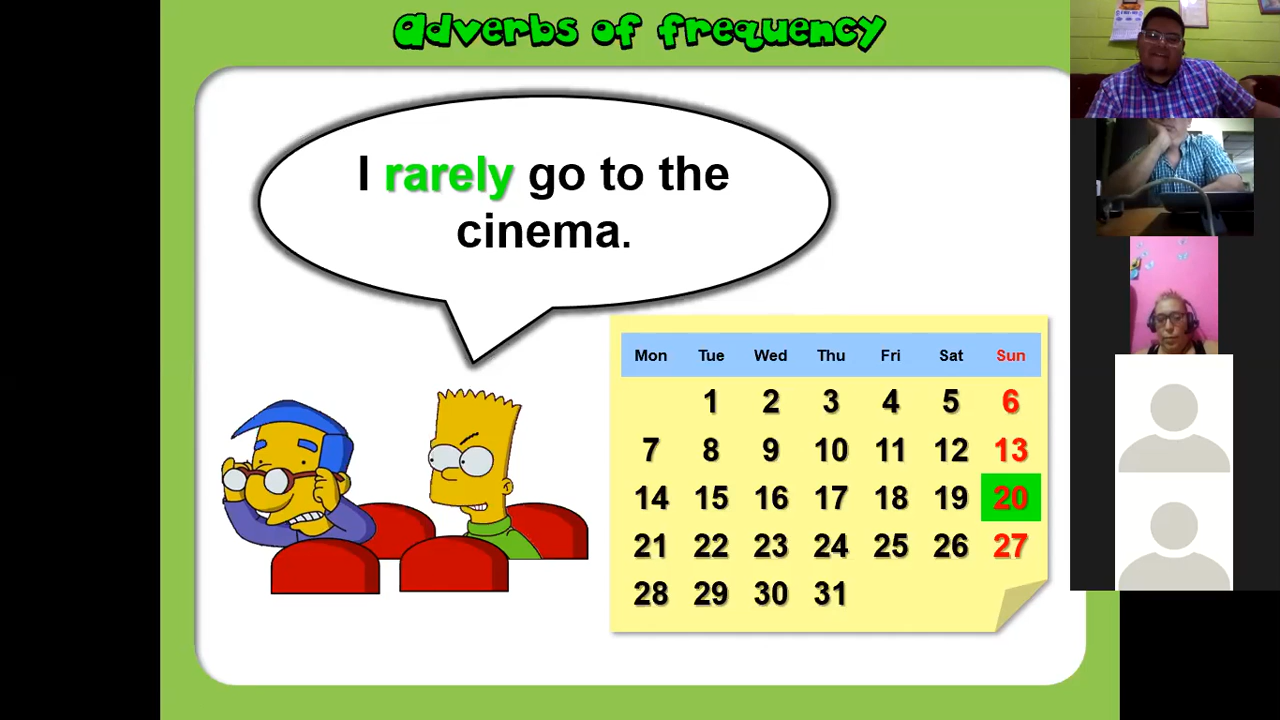 Adverbs of frequency
I rarely go to the
cinema.
Mon Tue Wed Thu Fri Sat Sun
1 2 3 4 5 6
7 8 9 10 11 12 13
14 15 16 17 18 19 20
21 22 23 24 25 26 27
28 29 30 31